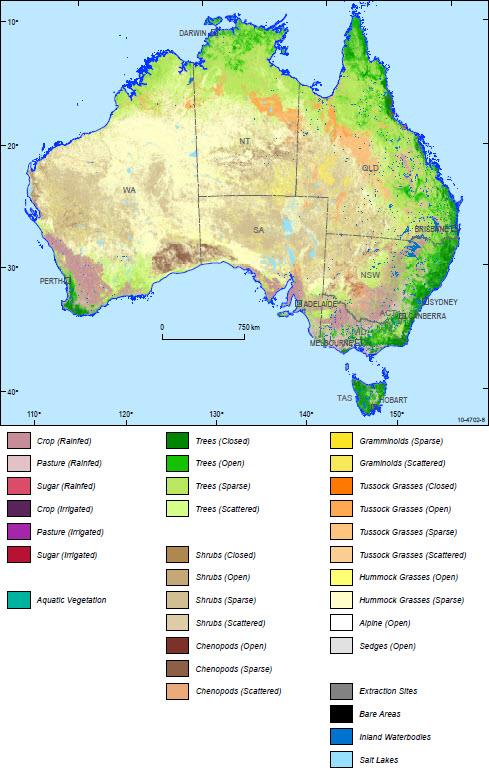 10°
DARWIN
20°
NT
QLD
WA
SA
BRISBANE
30°
NSW
PERTH
ADELAIDE
SYDNEY
ACT
CANBERRA
0 750 km
VIC
MELBOURNE
40°
TAS HOBART
110° 120° 130° 140° 150°
10-4702-8
Crop (Rainfed)
Pasture (Rainfed)
Sugar (Rainfed)
Crop (Irrigated)
Pasture (Irrigated)
Sugar (Irrigated)
Aquatic Vegetation
Trees (Closed)
Trees (Open)
Trees (Sparse)
Trees (Scattered)
Shrubs (Closed)
Shrubs (Open)
Shrubs (Sparse)
Shrubs (Scattered)
Chenopods (Open)
Chenopods (Sparse)
Chenopods (Scattered)
Gramminoids (Sparse)
Graminoids (Scattered)
Tussock Grasses (Closed)
Tussock Grasses (Open)
Tussock Grasses (Sparse)
Tussock Grasses (Scattered)
Hummock Grasses (Open)
Hummock Grasses (Sparse)
Alpine (Open)
Sedges (Open)
Extraction Sites
Bare Areas
Inland Waterbodies
Salt Lakes